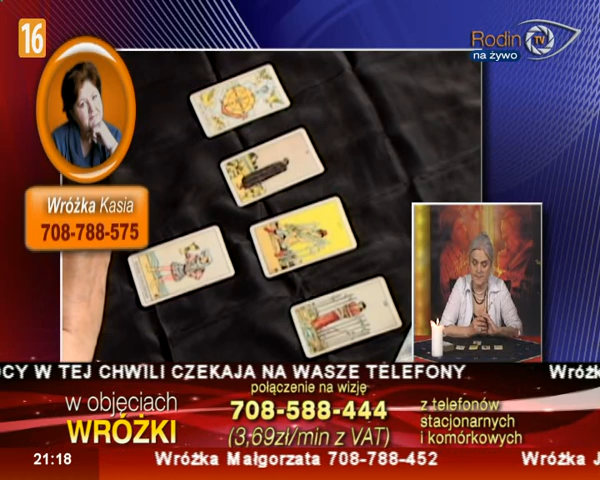 16
Rodin TV
na żywo
Wróżka Kasia
708-788-575
OCY W TEJ CHWILI CZEKAJA NA WASZE TELEFONY Wróżk
w objęciach
WRÓŻKI
połączenie na wizję
708-588-444
(3,69zł/min z VAT)
z telefonów
stacjonarnych
i komórkowych
21:18
Wróżka Małgorzata 708-788-452 Wróżka J